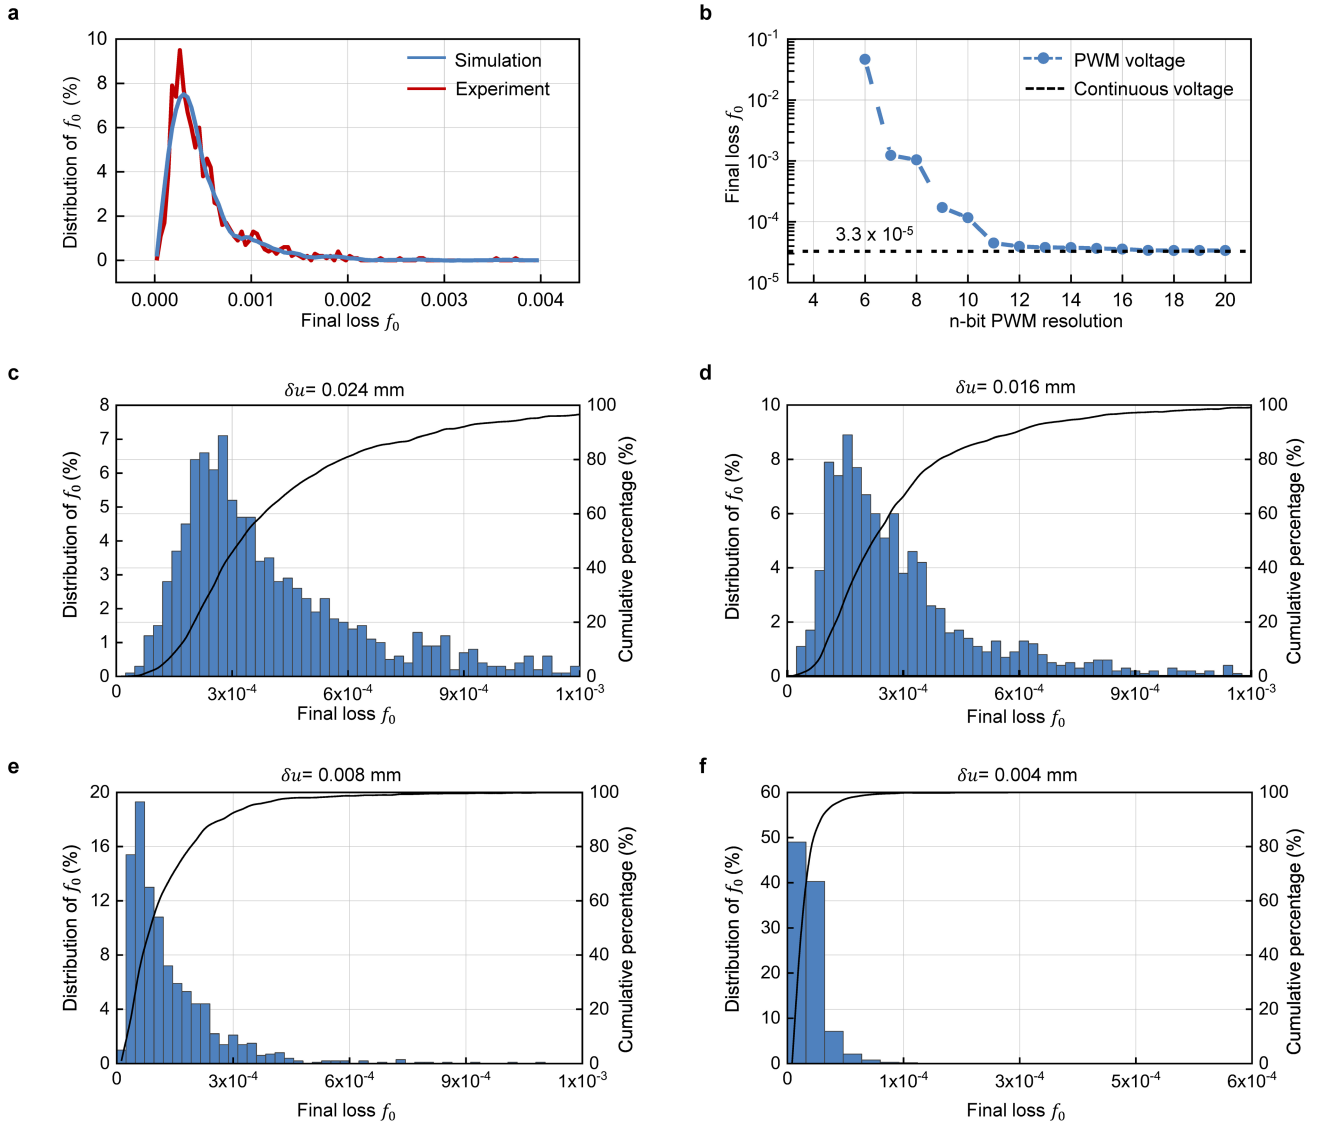 a
10
8
6
4
2
0
Distribution of f₀ (%)
Simulation
Experiment
0.000 0.001 0.002 0.003 0.004
Final loss f₀
b
10⁻¹
10⁻²
10⁻³
10⁻⁴
10⁻⁵
Final loss f₀
PWM voltage
Continuous voltage
3.3 x 10⁻⁵
4 6 8 10 12 14 16 18 20
n-bit PWM resolution
c
δu= 0.024 mm
8
7
6
5
4
3
2
1
0
Distribution of f₀ (%)
100
80
60
40
20
0
Cumulative percentage (%)
0 3x10⁻⁴ 6x10⁻⁴ 9x10⁻⁴ 1x10⁻³
Final loss f₀
d
δu= 0.016 mm
10
8
6
4
2
0
Distribution of f₀ (%)
100
80
60
40
20
0
Cumulative percentage (%)
0 3x10⁻⁴ 6x10⁻⁴ 9x10⁻⁴ 1x10⁻³
Final loss f₀
e
δu= 0.008 mm
20
16
12
8
4
0
Distribution of f₀ (%)
100
80
60
40
20
0
Cumulative percentage (%)
0 3x10⁻⁴ 6x10⁻⁴ 9x10⁻⁴ 1x10⁻³
Final loss f₀
f
δu= 0.004 mm
60
50
40
30
20
10
0
Distribution of f₀ (%)
100
80
60
40
20
0
Cumulative percentage (%)
0 1x10⁻⁴ 3x10⁻⁴ 5x10⁻⁴ 6x10⁻⁴
Final loss f₀